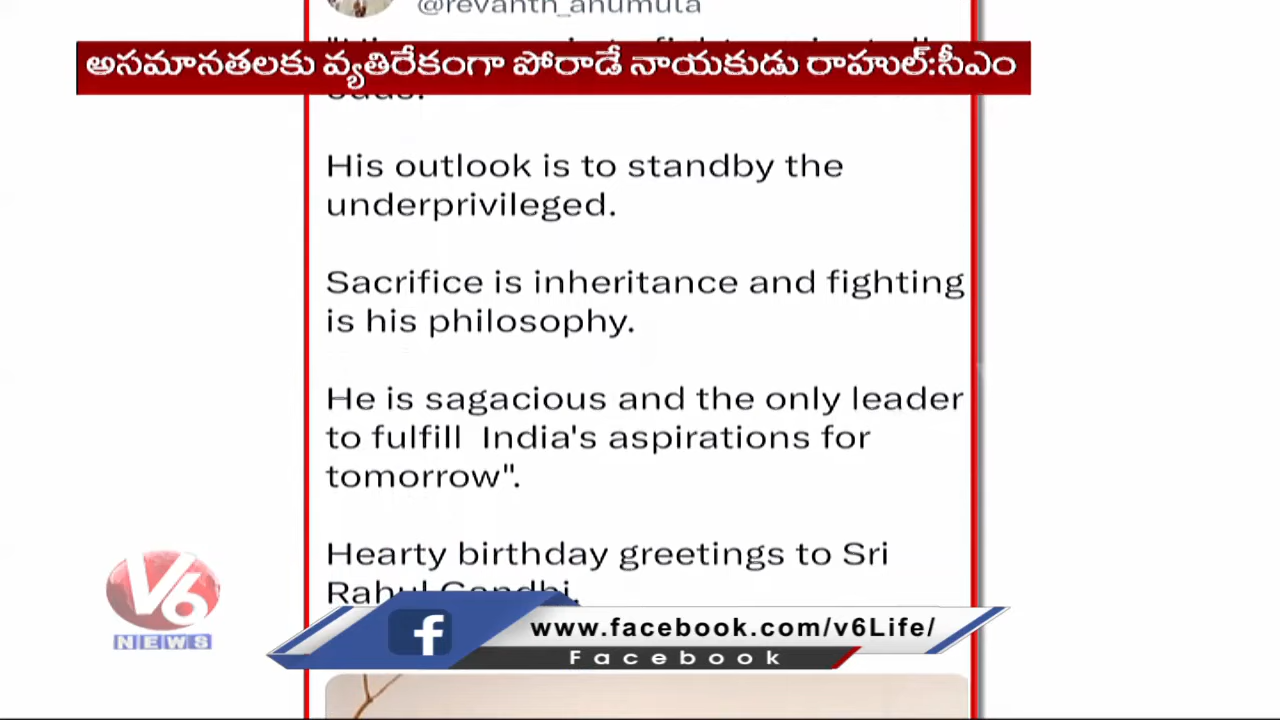 @revanth_anumula
అసమానతలకు వ్యతిరేకంగా పోరాడే నాయకుడు రాహుల్:సీఎం
His outlook is to standby the
underprivileged.
Sacrifice is inheritance and fighting
is his philosophy.
He is sagacious and the only leader
to fulfill  India's aspirations for
tomorrow".
Hearty birthday greetings to Sri
Rahul Gandhi.
V6
NEWS
www.facebook.com/v6Life/
Facebook